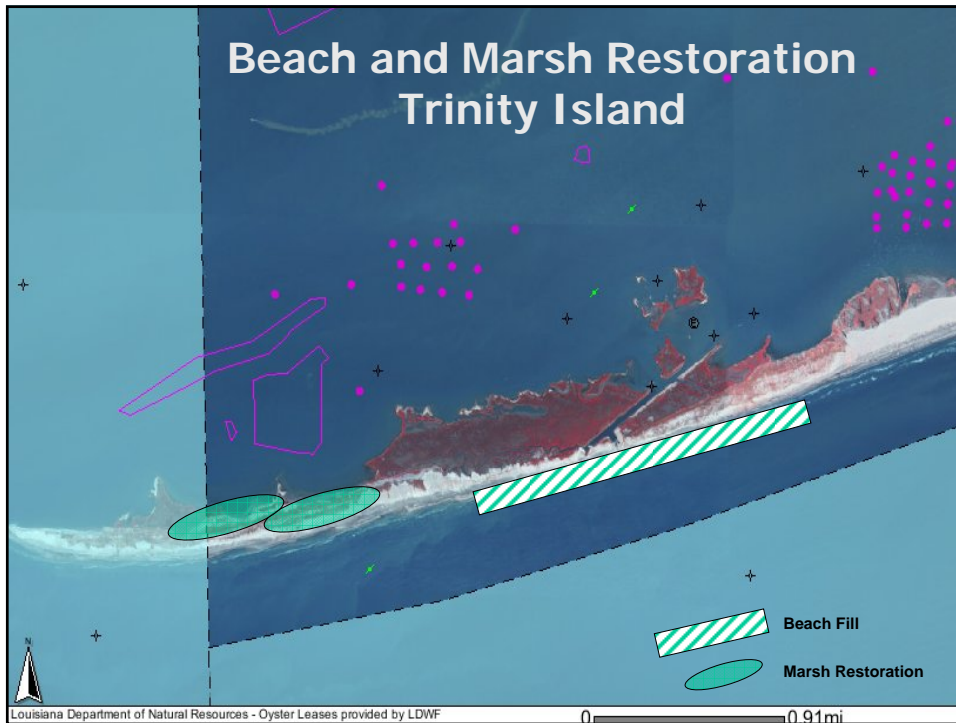 Beach and Marsh Restoration
Trinity Island
E
Beach Fill
Marsh Restoration
N
Louisiana Department of Natural Resources - Oyster Leases provided by LDWF
0 0.91mi